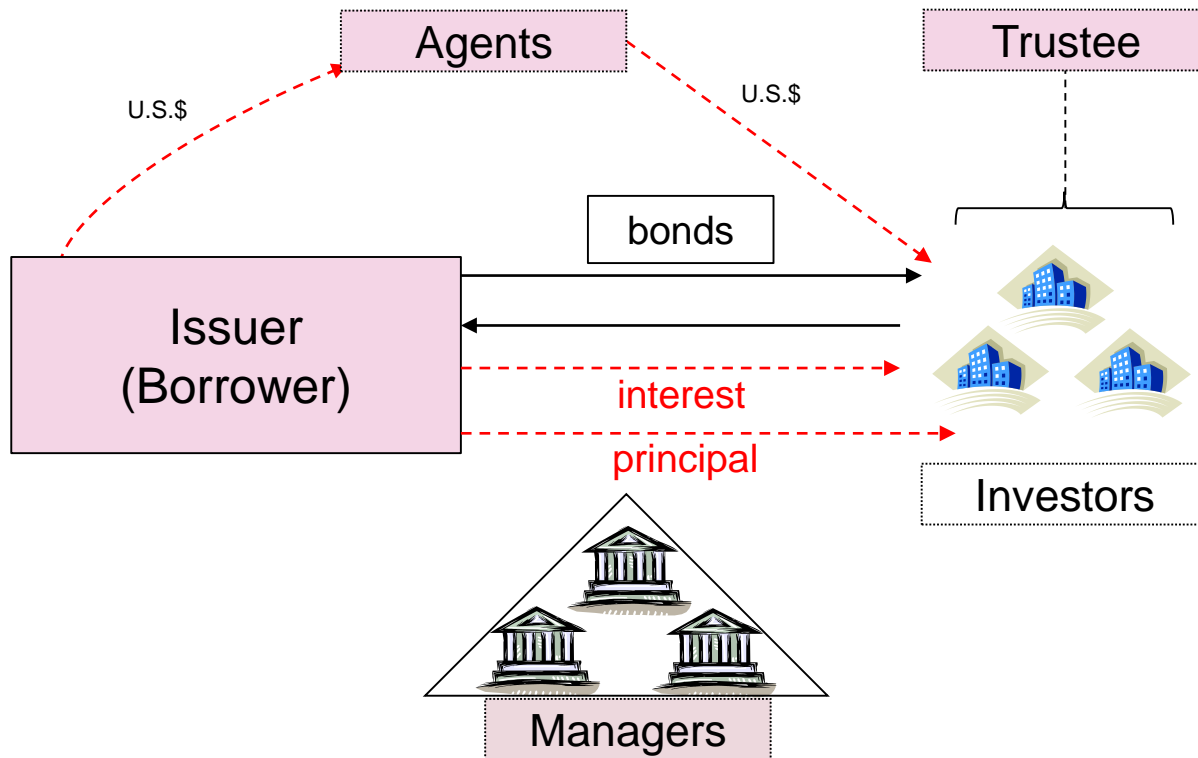 Agents
Trustee
U.S.$
U.S.$
bonds
Issuer
(Borrower)
interest
principal
Investors
Managers